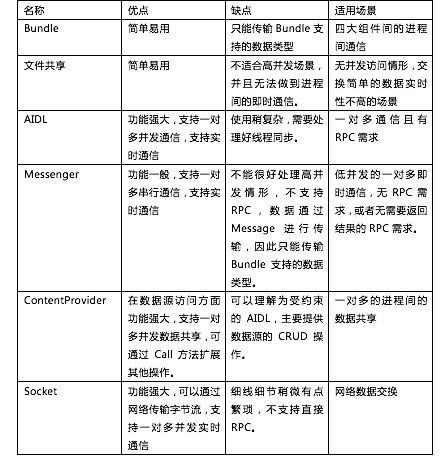 名称 优点 缺点 适用场景
Bundle 简单易用 只能传输 Bundle 支 四大组件间的进程
持的数据类型 间通信
文件共享 简单易用 不适合高并发场景, 无并发访问情形,交
并且无法做到进程 换简单的数据实时
间的即时通信。 性不高的场景
AIDL 功能强大,支持一对 使用稍复杂,需要处 一对多通信且有
多并发通信,支持实 理好线程同步。 RPC 需求
时通信
Messenger 功能一般,支持一对 不能很好处理高并 低并发的一对多即
多串行通信,支持实 发情形,不支持 时通信,无 RPC 需
时通信 RPC,数据通过 求,或者无需要返回
Message 进行传 结果的 RPC 需求。
输,因此只能传输
Bundle 支持的数据
类型。
ContentProvider 在数据源访问方面 可以理解为受约束 一对多的进程间的
功能强大,支持一对 的 AIDL,主要提供 数据共享
多并发数据共享,可 数据源的 CRUD 操
通过 Call 方法扩展 作。
其他操作。
Socket 功能强大,可以通过 细线细节稍微有点 网络数据交换
网络传输字节流,支 繁琐,不支持直接
持一对多并发实时 RPC。
通信